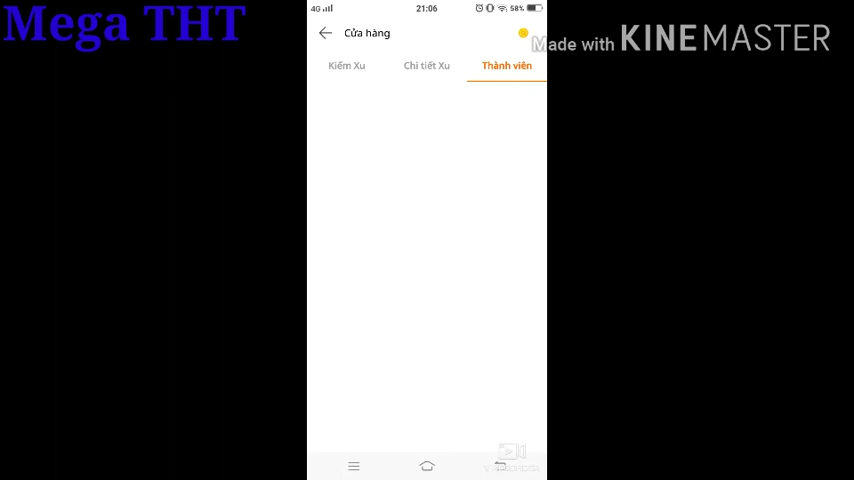 Mega THT
Made with KINEMASTER
4G
21:06
58%
Cửa hàng
Kiếm Xu
Chi tiết Xu
Thành viên